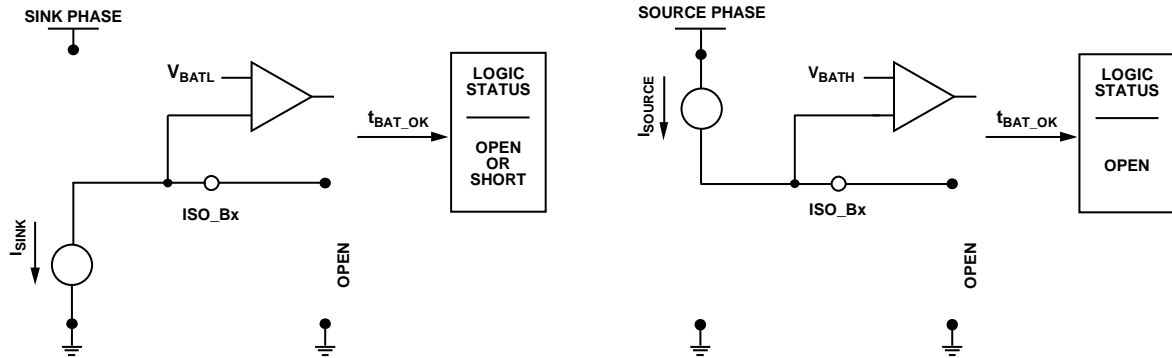 SINK PHASE
V_BATL
t_BAT_OK
LOGIC
STATUS
OPEN
OR
SHORT
ISO_Bx
I_SINK
OPEN
SOURCE PHASE
V_BATH
I_SOURCE
t_BAT_OK
LOGIC
STATUS
OPEN
ISO_Bx
OPEN